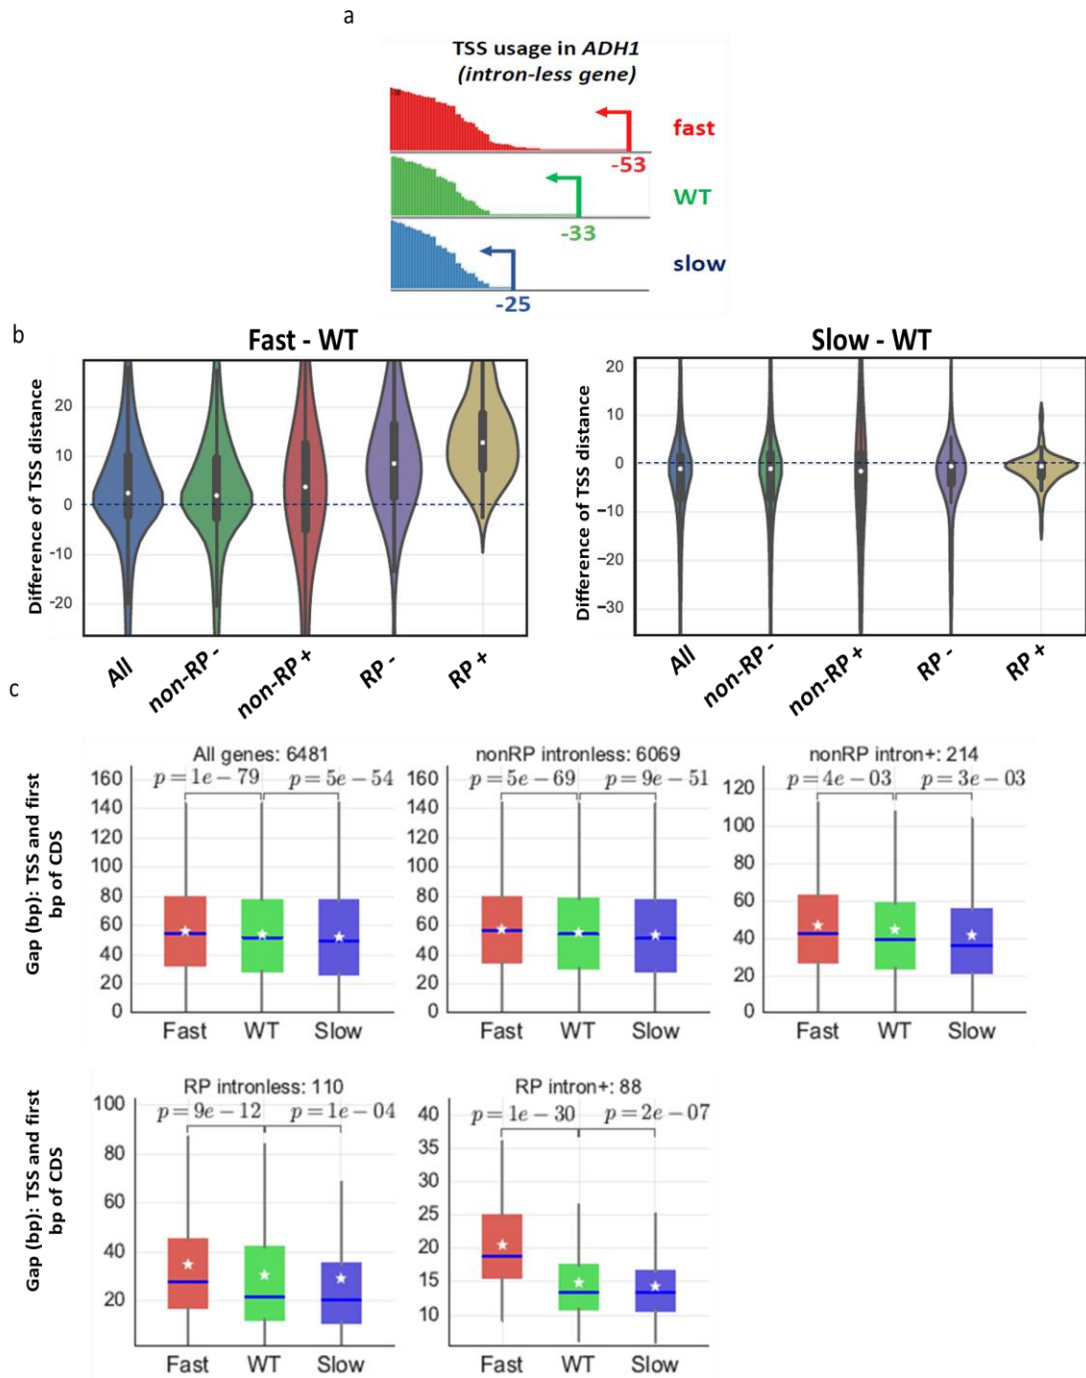 a
TSS usage in ADH1
(intron-less gene)
fast
-53
WT
-33
slow
-25
b
Fast - WT
Difference of TSS distance
20
10
0
-10
-20
All
non-RP -
non-RP +
RP -
RP +
Slow - WT
Difference of TSS distance
20
10
0
−10
−20
−30
All
non-RP -
non-RP +
RP -
RP +
c
Gap (bp): TSS and first
bp of CDS
All genes: 6481
p = 1e − 79
p = 5e − 54
160
140
120
100
80
60
40
20
0
Fast
WT
Slow
nonRP intronless: 6069
p = 5e − 69
p = 9e − 51
160
140
120
100
80
60
40
20
0
Fast
WT
Slow
nonRP intron+: 214
p = 4e − 03
p = 3e − 03
120
100
80
60
40
20
0
Fast
WT
Slow
Gap (bp): TSS and first
bp of CDS
RP intronless: 110
p = 9e − 12
p = 1e − 04
100
80
60
40
20
Fast
WT
Slow
RP intron+: 88
p = 1e − 30
p = 2e − 07
40
35
30
25
20
15
10
Fast
WT
Slow